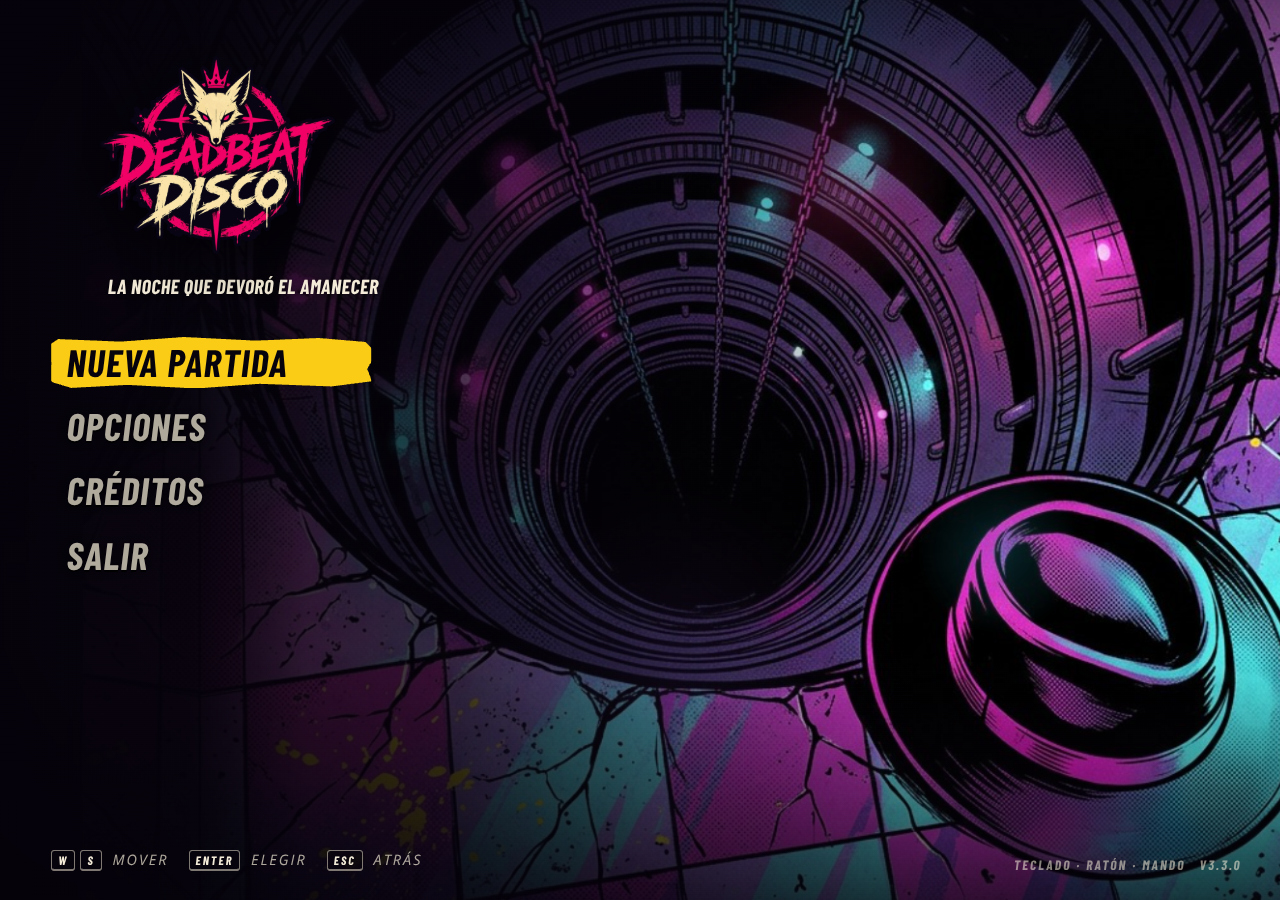 DEADBEAT
DISCO
LA NOCHE QUE DEVORÓ EL AMANECER
NUEVA PARTIDA
OPCIONES
CRÉDITOS
SALIR
W S MOVER ENTER ELEGIR ESC ATRÁS
TECLADO · RATÓN · MANDO V3.3.0